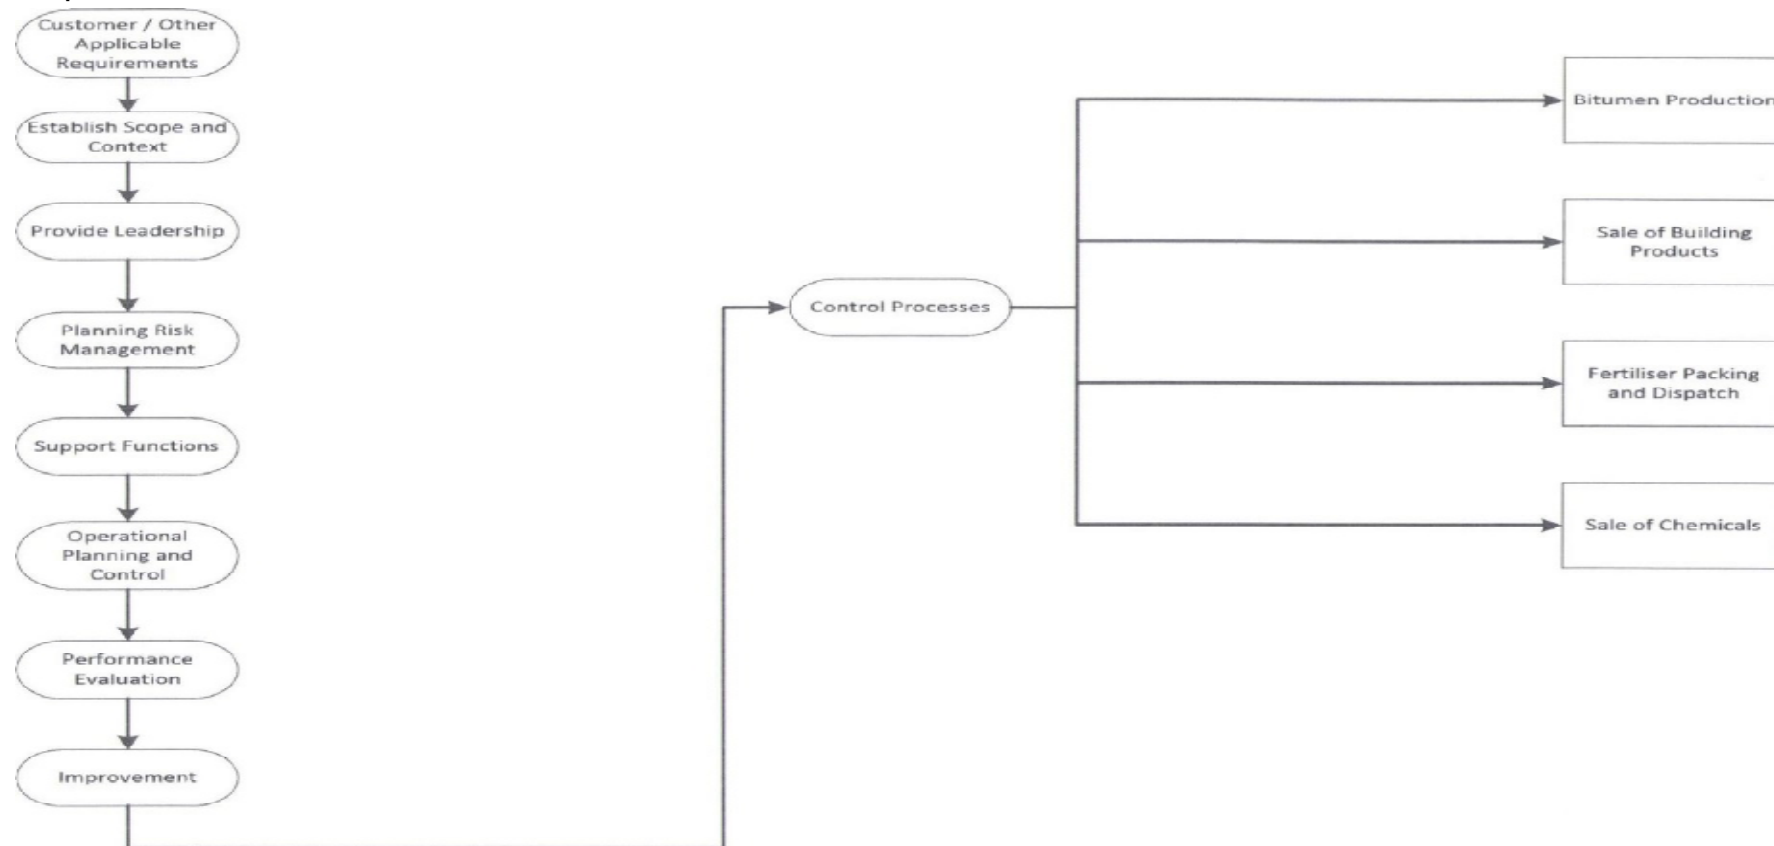 Customer / Other
Applicable
Requirements
Establish Scope and
Context
Provide Leadership
Planning Risk
Management
Support Functions
Operational
Planning and
Control
Performance
Evaluation
Improvement
Control Processes
Bitumen Production
Sale of Building
Products
Fertiliser Packing
and Dispatch
Sale of Chemicals